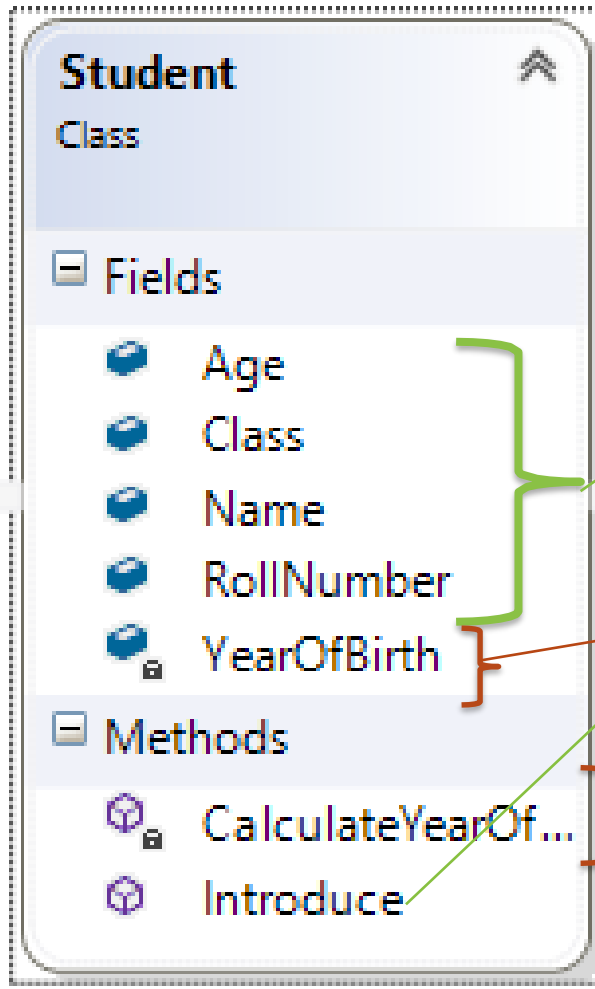 Student
Class
Fields
Age
Class
Name
RollNumber
YearOfBirth
Methods
CalculateYearOf...
Introduce